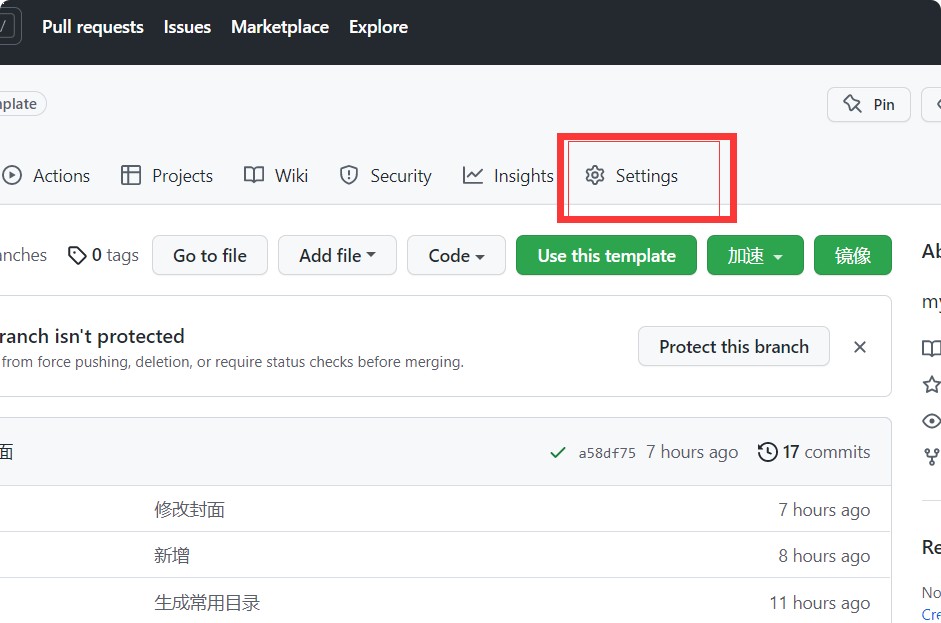 / Pull requests Issues Marketplace Explore
plate Pin
Actions Projects Wiki Security Insights Settings
anches 0 tags Go to file Add file Code Use this template 加速 镜像 Ab
ranch isn't protected my
from force pushing, deletion, or require status checks before merging. Protect this branch ×
面 a58df75 7 hours ago 17 commits
修改封面 7 hours ago
新增 8 hours ago Re
生成常用目录 11 hours ago No
Cre